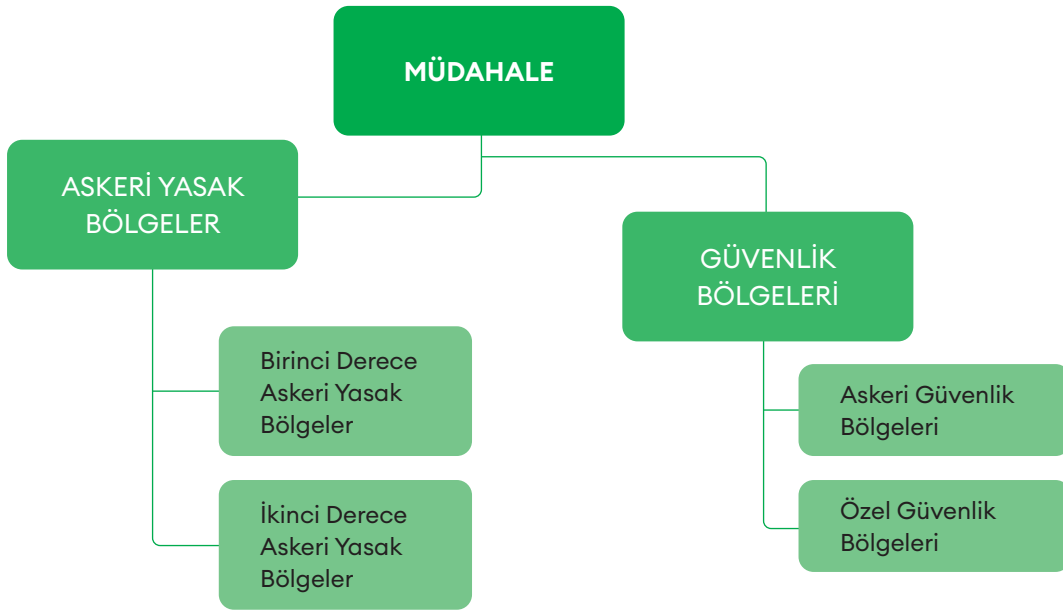 MÜDAHALE
ASKERİ YASAK
BÖLGELER
Birinci Derece
Askeri Yasak
Bölgeler
İkinci Derece
Askeri Yasak
Bölgeler
GÜVENLİK
BÖLGELERİ
Askeri Güvenlik
Bölgeleri
Özel Güvenlik
Bölgeleri